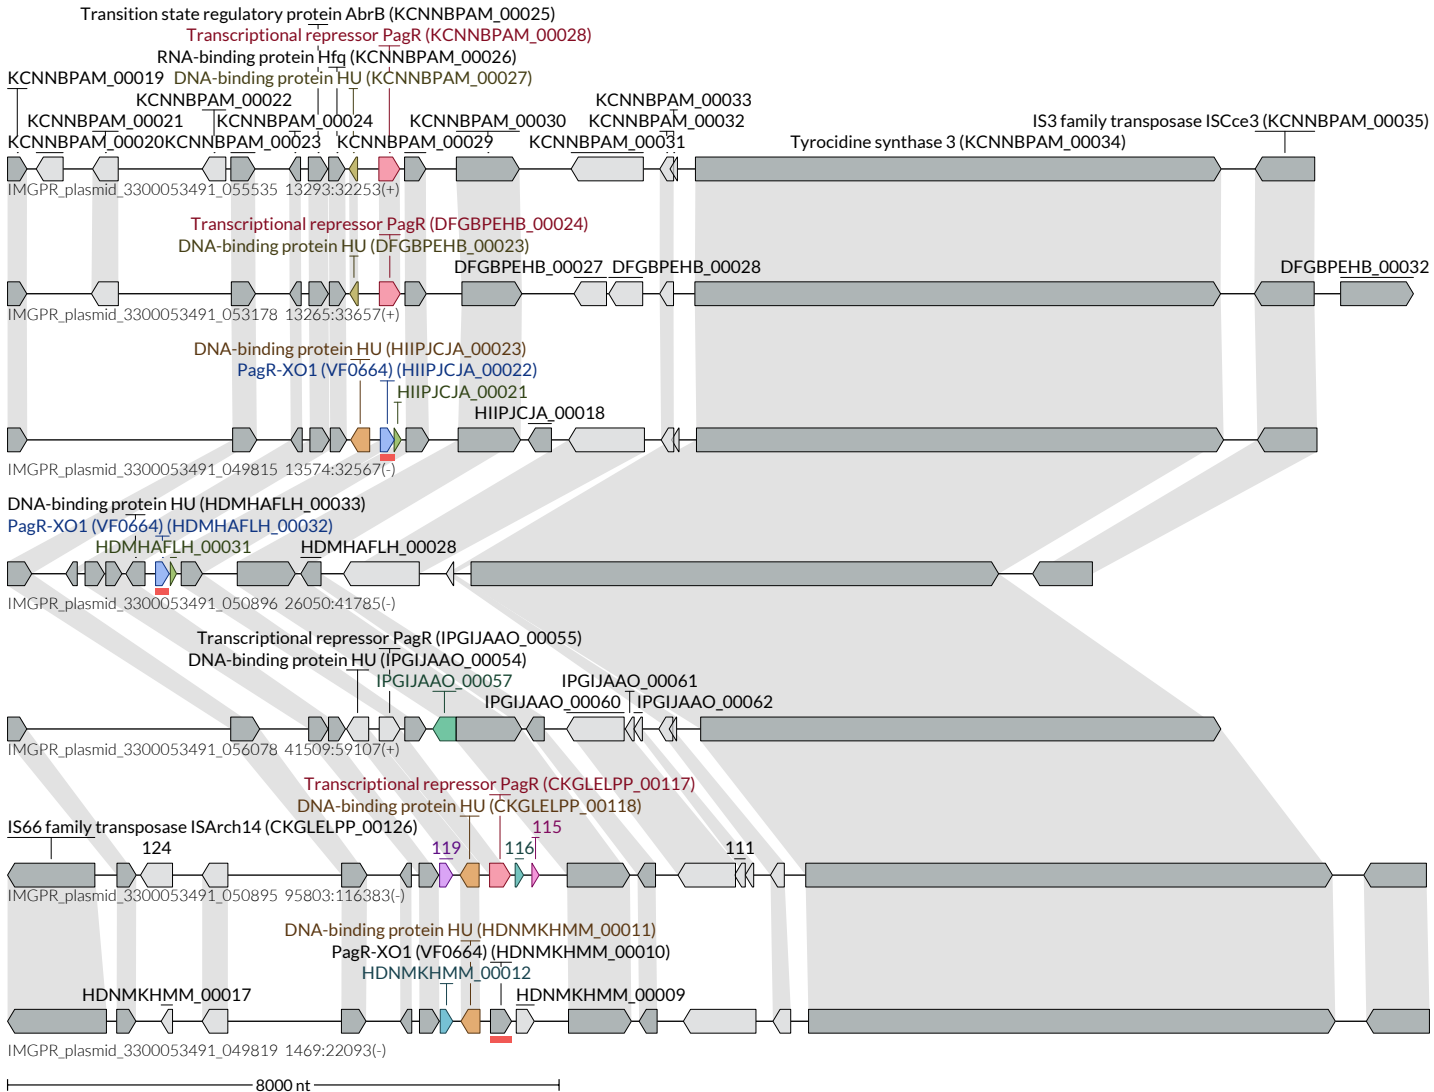 Transition state regulatory protein AbrB (KCNNBPAM_00025)
Transcriptional repressor PagR (KCNNBPAM_00028)
RNA-binding protein Hfq (KCNNBPAM_00026)
KCNNBPAM_00019 DNA-binding protein HU (KCNNBPAM_00027)
KCNNBPAM_00022 KCNNBPAM_00033
KCNNBPAM_00021 KCNNBPAM_00024 KCNNBPAM_00030 KCNNBPAM_00032 IS3 family transposase ISCce3 (KCNNBPAM_00035)
KCNNBPAM_00020 KCNNBPAM_00023 KCNNBPAM_00029 KCNNBPAM_00031 Tyrocidine synthase 3 (KCNNBPAM_00034)
IMGPR_plasmid_3300053491_055535 13293:32253(+)
Transcriptional repressor PagR (DFGBPEHB_00024)
DNA-binding protein HU (DFGBPEHB_00023)
DFGBPEHB_00027 DFGBPEHB_00028 DFGBPEHB_00032
IMGPR_plasmid_3300053491_053178 13265:33657(+)
DNA-binding protein HU (HIIPJCJA_00023)
PagR-XO1 (VF0664) (HIIPJCJA_00022)
HIIPJCJA_00021
HIIPJCJA_00018
IMGPR_plasmid_3300053491_049815 13574:32567(-)
DNA-binding protein HU (HDMHAFLH_00033)
PagR-XO1 (VF0664) (HDMHAFLH_00032)
HDMHAFLH_00031 HDMHAFLH_00028
IMGPR_plasmid_3300053491_050896 26050:41785(-)
Transcriptional repressor PagR (IPGIJAAO_00055)
DNA-binding protein HU (IPGIJAAO_00054)
IPGIJAAO_00057 IPGIJAAO_00061
IPGIJAAO_00060 IPGIJAAO_00062
IMGPR_plasmid_3300053491_056078 41509:59107(+)
Transcriptional repressor PagR (CKGLELPP_00117)
DNA-binding protein HU (CKGLELPP_00118)
IS66 family transposase ISArch14 (CKGLELPP_00126) 115
124 119 116 111
IMGPR_plasmid_3300053491_050895 95803:116383(-)
DNA-binding protein HU (HDNMKHMM_00011)
PagR-XO1 (VF0664) (HDNMKHMM_00010)
HDNMKHMM_00012
HDNMKHMM_00017 HDNMKHMM_00009
IMGPR_plasmid_3300053491_049819 1469:22093(-)
8000 nt